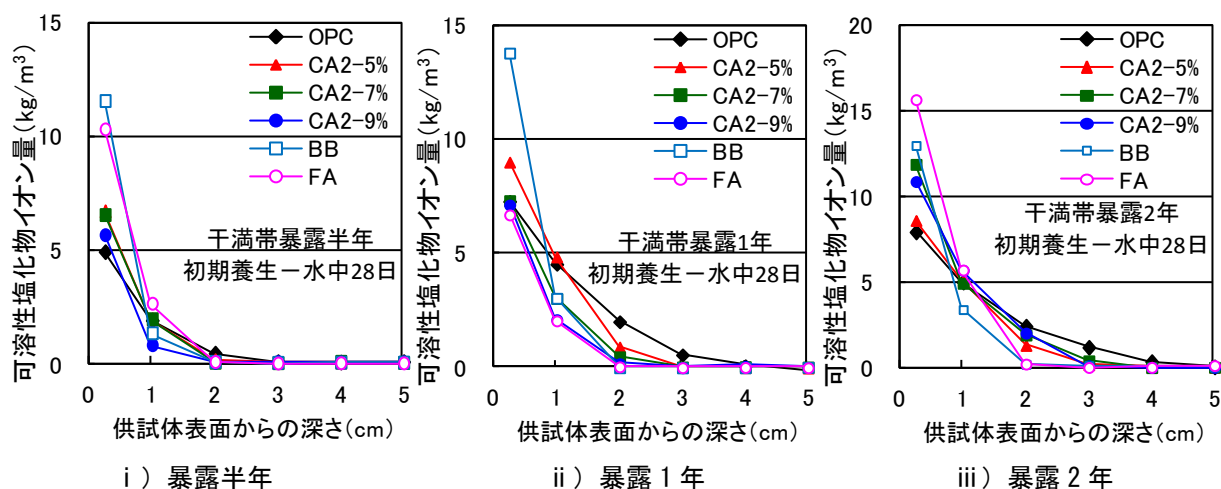 15
10
5
0
可溶性塩化物イオン量(kg/m³)
OPC
CA2-5%
CA2-7%
CA2-9%
BB
FA
干満帯暴露半年
初期養生－水中28日
0 1 2 3 4 5
供試体表面からの深さ(cm)
ⅰ）暴露半年
15
10
5
0
可溶性塩化物イオン量(kg/m³)
OPC
CA2-5%
CA2-7%
CA2-9%
BB
FA
干満帯暴露1年
初期養生－水中28日
0 1 2 3 4 5
供試体表面からの深さ(cm)
ⅱ）暴露 1 年
20
15
10
5
0
可溶性塩化物イオン量(kg/m³)
OPC
CA2-5%
CA2-7%
CA2-9%
BB
FA
干満帯暴露2年
初期養生－水中28日
0 1 2 3 4 5
供試体表面からの深さ(cm)
ⅲ）暴露 2 年